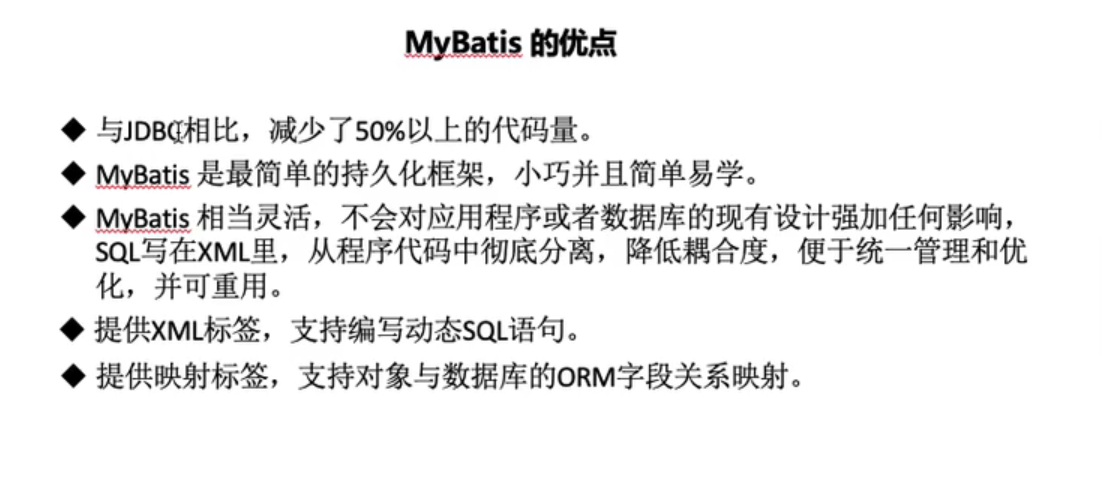 MyBatis 的优点
◆ 与JDBC相比，减少了50%以上的代码量。
◆ MyBatis 是最简单的持久化框架，小巧并且简单易学。
◆ MyBatis 相当灵活，不会对应用程序或者数据库的现有设计强加任何影响，
SQL写在XML里，从程序代码中彻底分离，降低耦合度，便于统一管理和优
化，并可重用。
◆ 提供XML标签，支持编写动态SQL语句。
◆ 提供映射标签，支持对象与数据库的ORM字段关系映射。